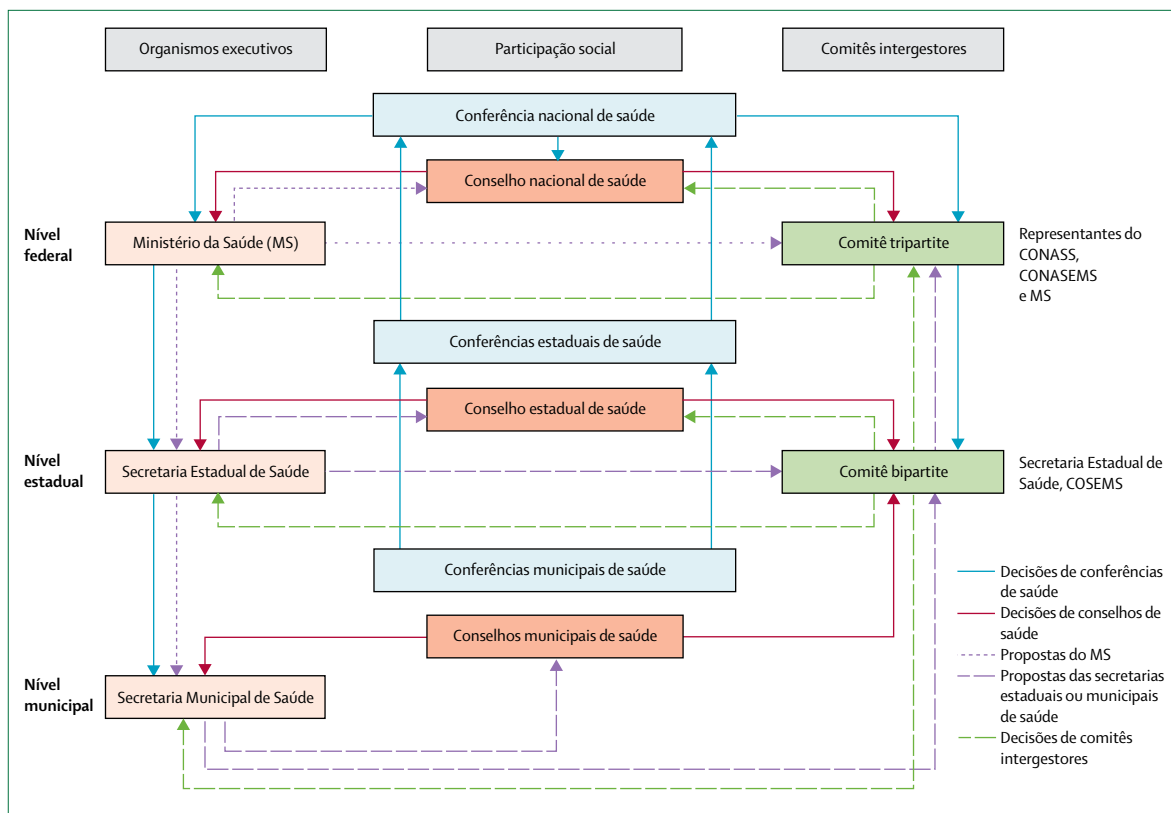 Organismos executivos
Participação social
Comitês intergestores
Conferência nacional de saúde
Conselho nacional de saúde
Nível
federal
Ministério da Saúde (MS)
Comitê tripartite
Representantes do
CONASS,
CONASEMS
e MS
Conferências estaduais de saúde
Conselho estadual de saúde
Nível
estadual
Secretaria Estadual de Saúde
Comitê bipartite
Secretaria Estadual de
Saúde, COSEMS
Conferências municipais de saúde
Conselhos municipais de saúde
Nível
municipal
Secretaria Municipal de Saúde
Decisões de conferências
de saúde
Decisões de conselhos de
saúde
Propostas do MS
Propostas das secretarias
estaduais ou municipais
de saúde
Decisões de comitês
intergestores